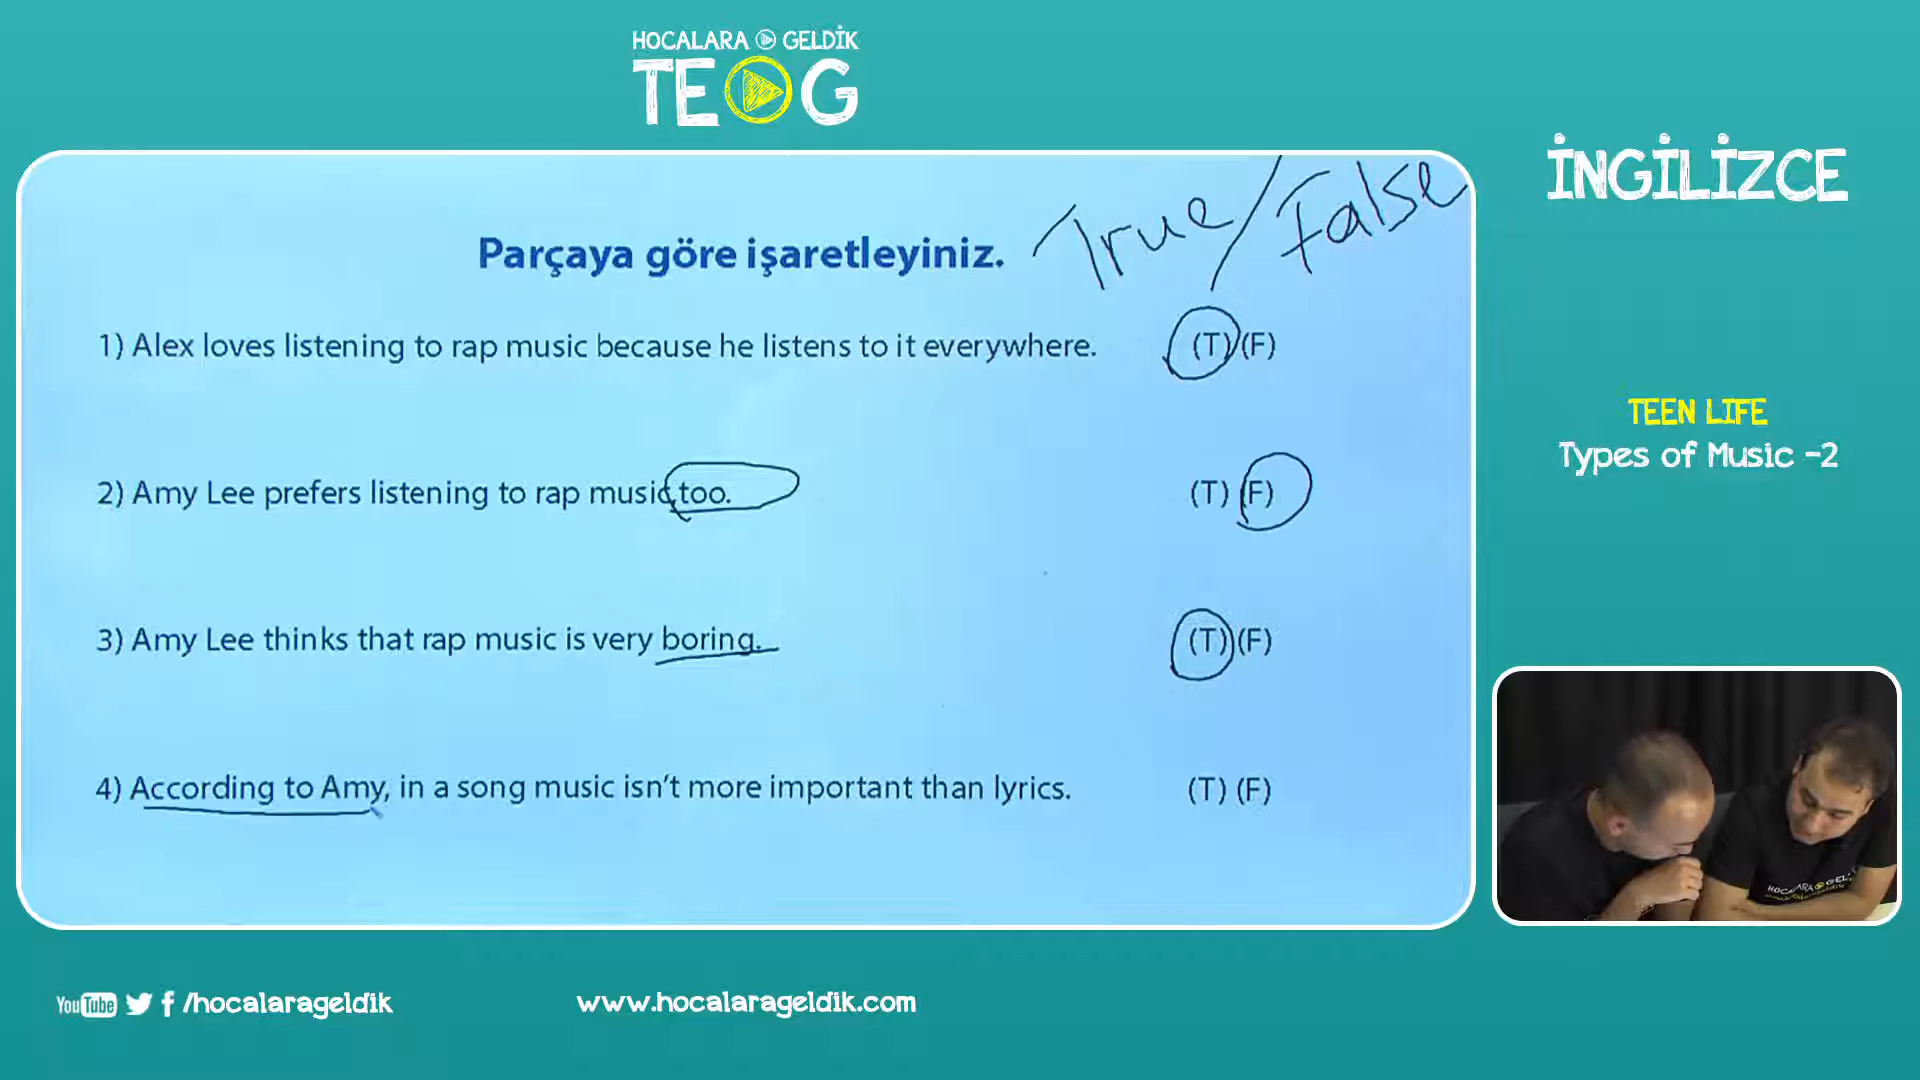 HOCALARA GELDİK
TEOG
İNGİLİZCE
True/False
Parçaya göre işaretleyiniz.
1) Alex loves listening to rap music because he listens to it everywhere. (T) (F)
TEEN LIFE
Types of Music -2
2) Amy Lee prefers listening to rap music too. (T) (F)
3) Amy Lee thinks that rap music is very boring. (T) (F)
4) According to Amy, in a song music isn't more important than lyrics. (T) (F)
YouTube /hocalarageldik
www.hocalarageldik.com